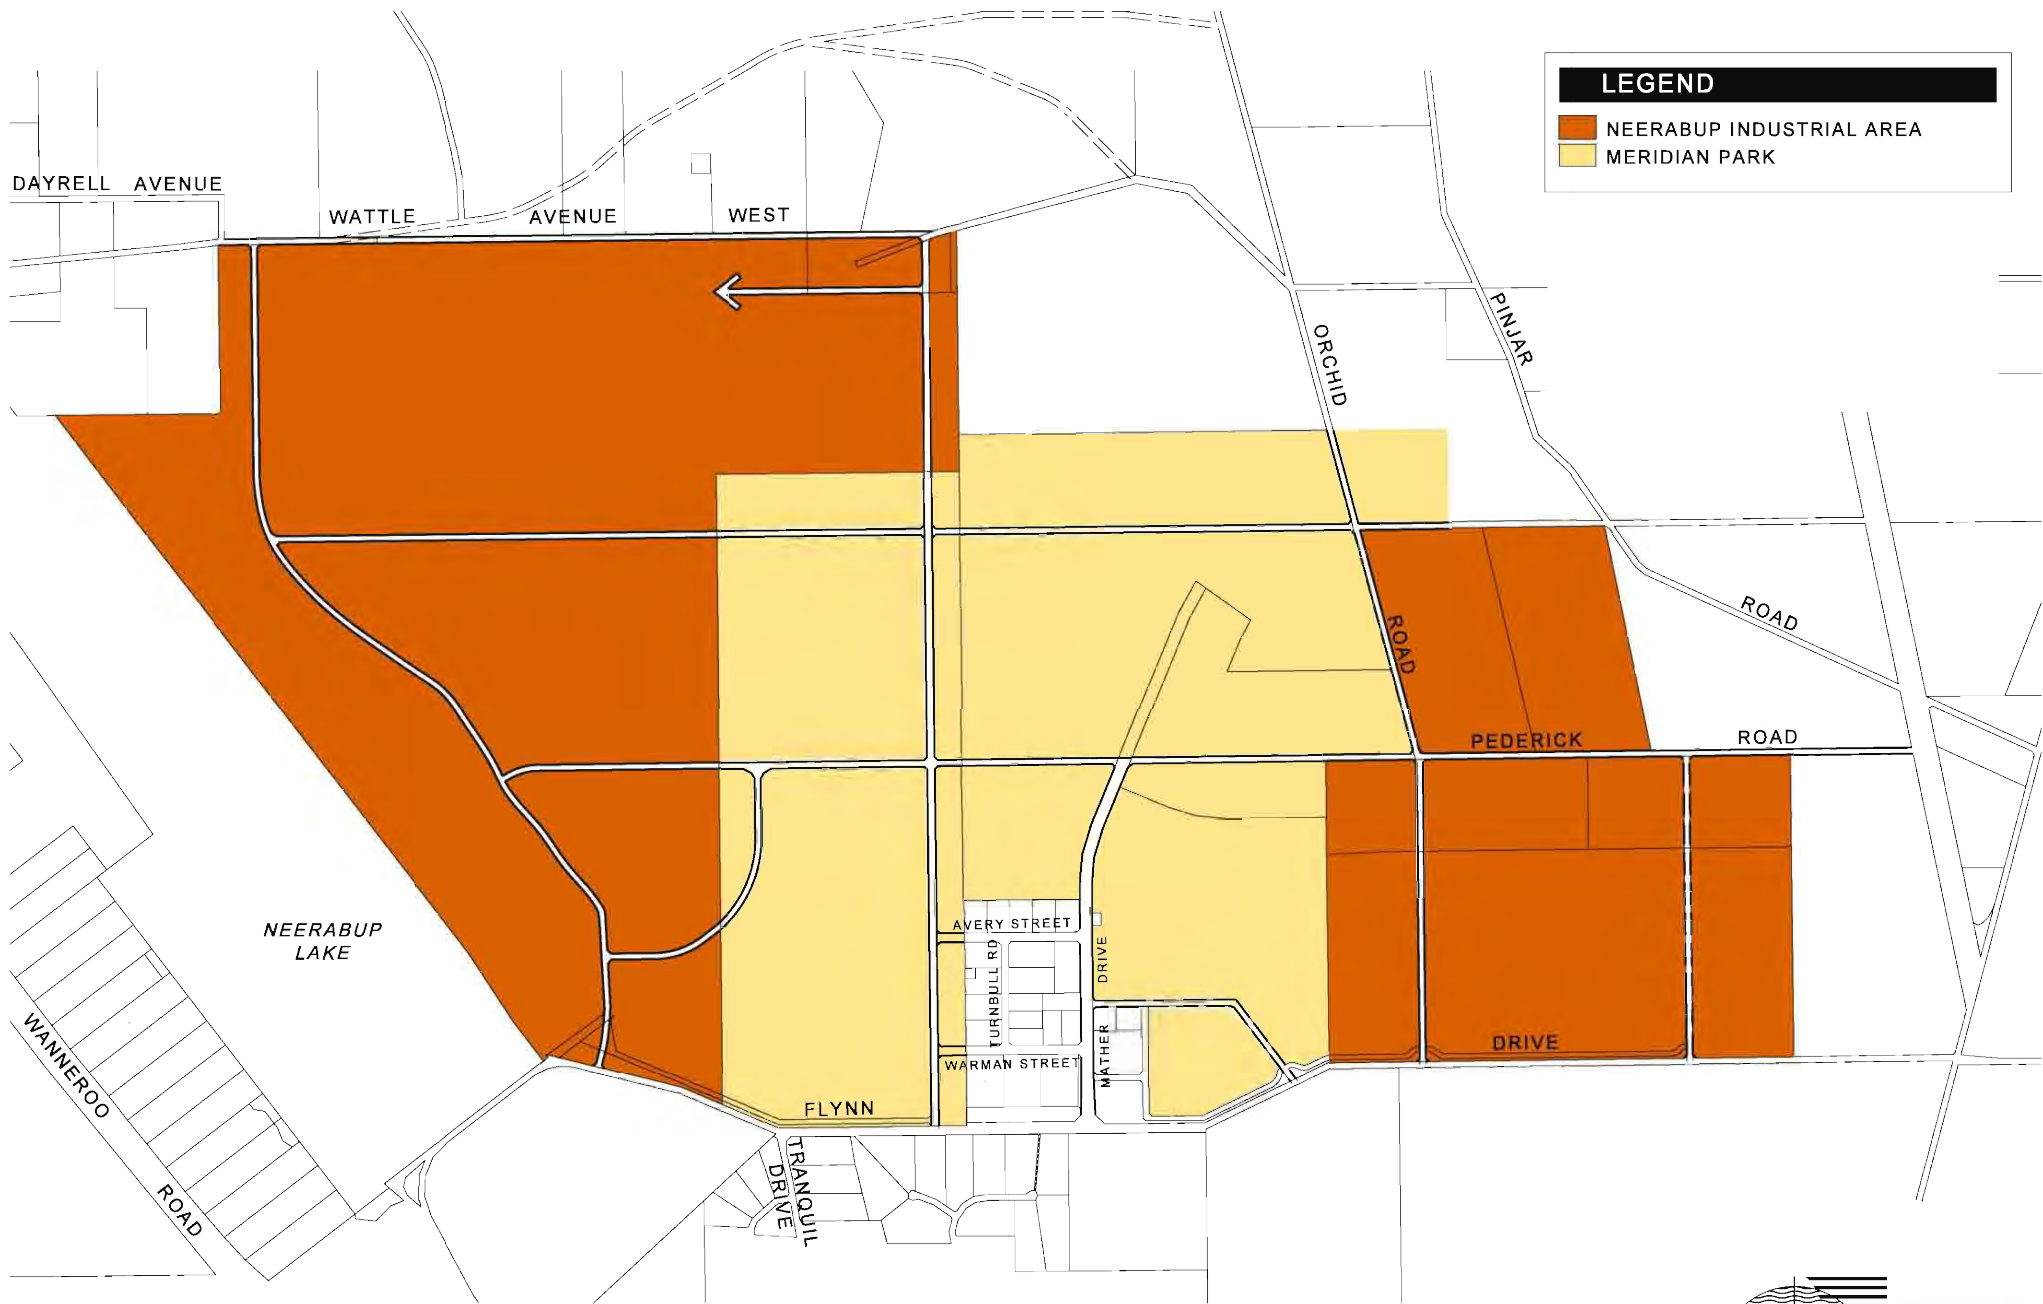 LEGEND
NEERABUP INDUSTRIAL AREA
MERIDIAN PARK
DAYRELL AVENUE
WATTLE AVENUE WEST
PINJAR
ORCHID
ROAD
ROAD
PEDERICK ROAD
NEERABUP
LAKE
AVERY STREET
TURNBULL RD
DRIVE
MATHER
WARMAN STREET
DRIVE
FLYNN
WANNEROO
ROAD
TRANQUIL
DRIVE